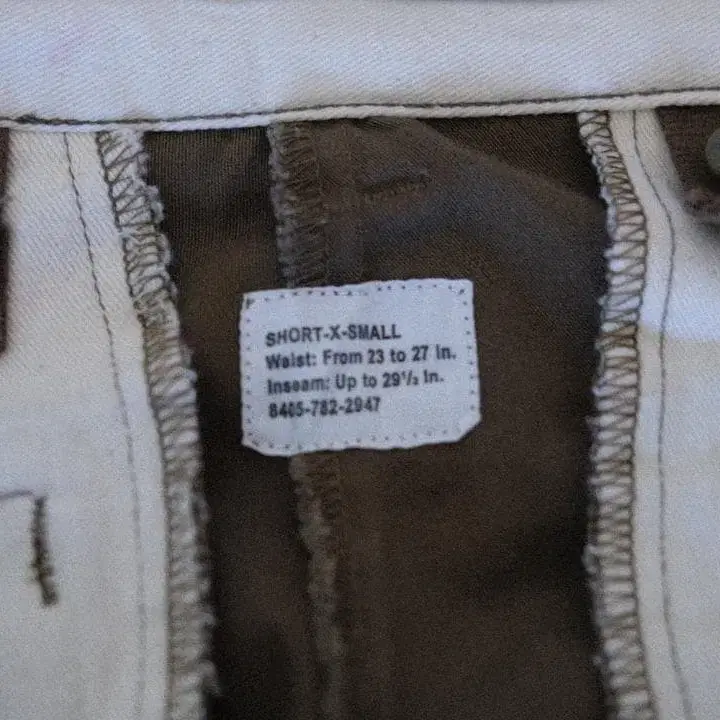 SHORT-X-SMALL
Waist: From 23 to 27 in.
Inseam: Up to 29½ in.
8405-782-2947